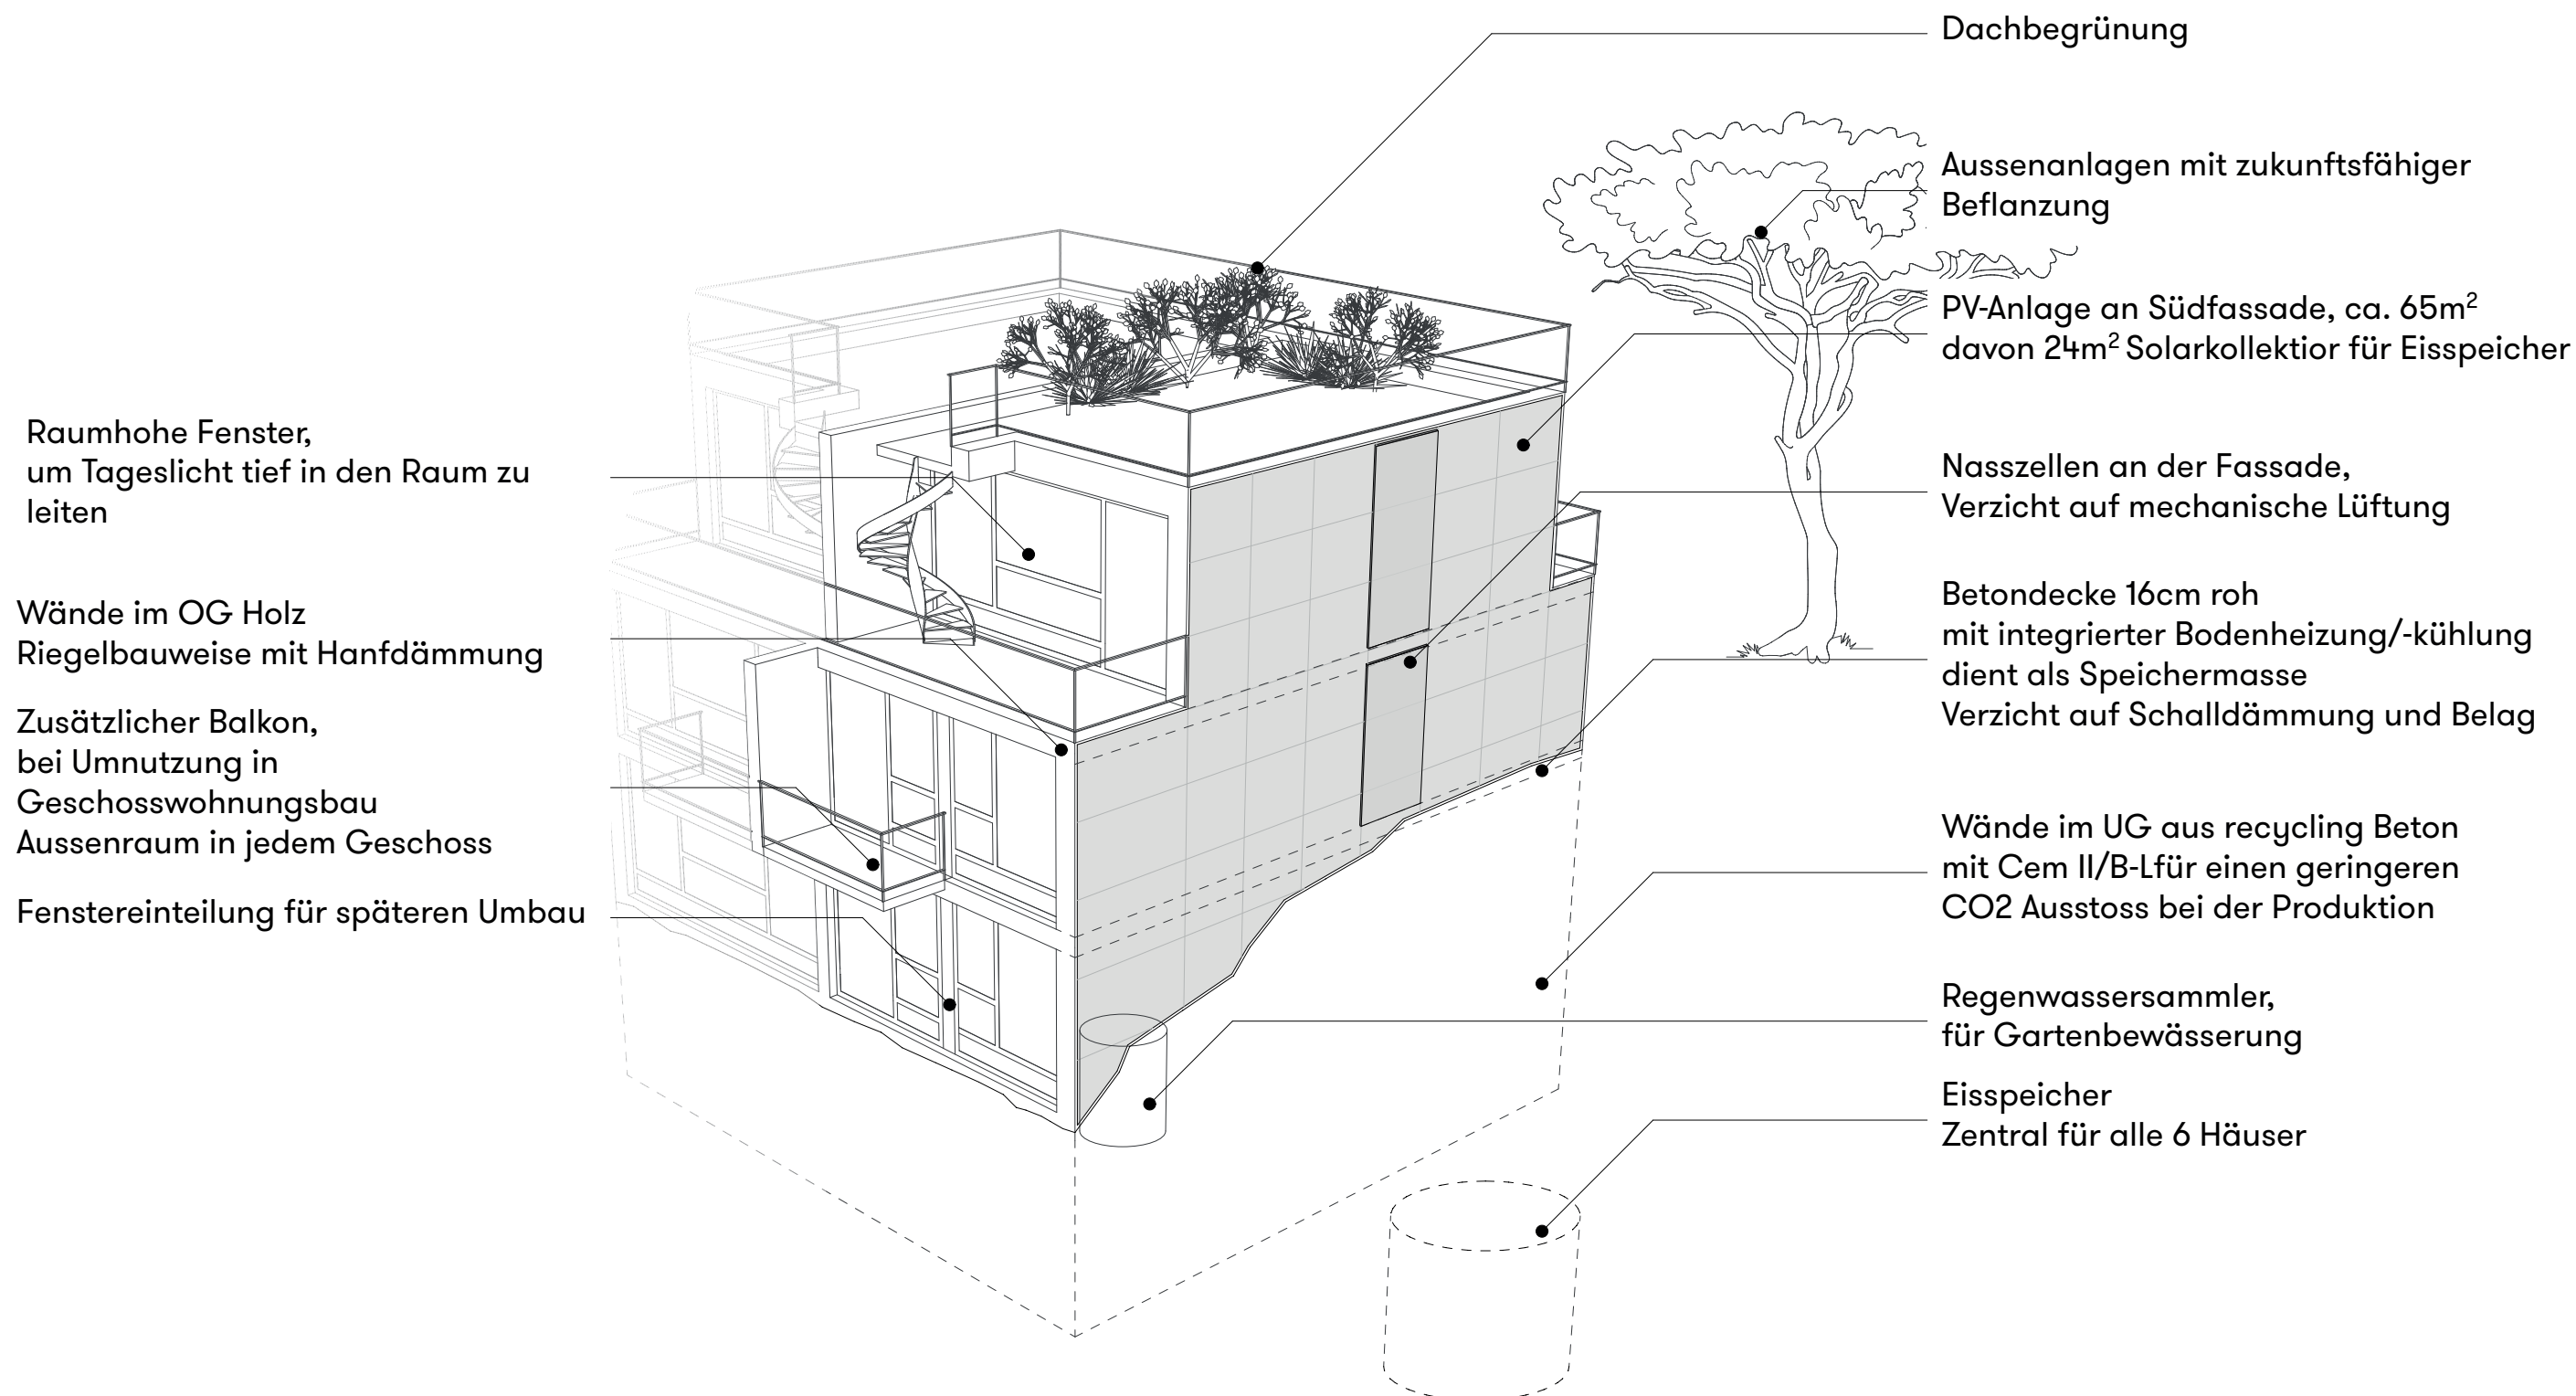 Dachbegrünung
Aussenanlagen mit zukunftsfähiger
Beflanzung
PV-Anlage an Südfassade, ca. 65m²
davon 24m² Solarkollektior für Eisspeicher
Nasszellen an der Fassade,
Verzicht auf mechanische Lüftung
Betondecke 16cm roh
mit integrierter Bodenheizung/-kühlung
dient als Speichermasse
Verzicht auf Schalldämmung und Belag
Wände im UG aus recycling Beton
mit Cem II/B-Lfür einen geringeren
CO2 Ausstoss bei der Produktion
Regenwassersammler,
für Gartenbewässerung
Eisspeicher
Zentral für alle 6 Häuser
Raumhohe Fenster,
um Tageslicht tief in den Raum zu
leiten
Wände im OG Holz
Riegelbauweise mit Hanfdämmung
Zusätzlicher Balkon,
bei Umnutzung in
Geschosswohnungsbau
Aussenraum in jedem Geschoss
Fenstereinteilung für späteren Umbau